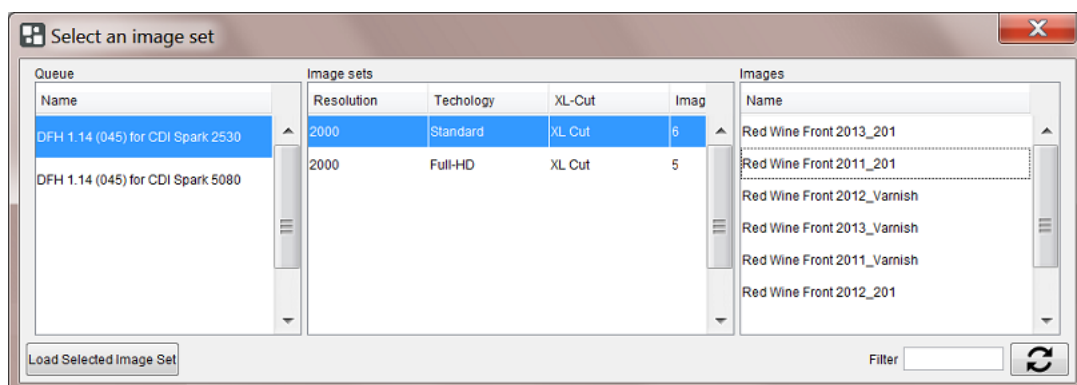 Select an image set
X
Queue Image sets Images
Name Resolution Techology XL-Cut Imag Name
DFH 1.14 (045) for CDI Spark 2530 2000 Standard XL Cut 6 Red Wine Front 2013_201
DFH 1.14 (045) for CDI Spark 5080 2000 Full-HD XL Cut 5 Red Wine Front 2011_201
Red Wine Front 2012_Varnish
Red Wine Front 2013_Varnish
Red Wine Front 2011_Varnish
Red Wine Front 2012_201
Load Selected Image Set Filter